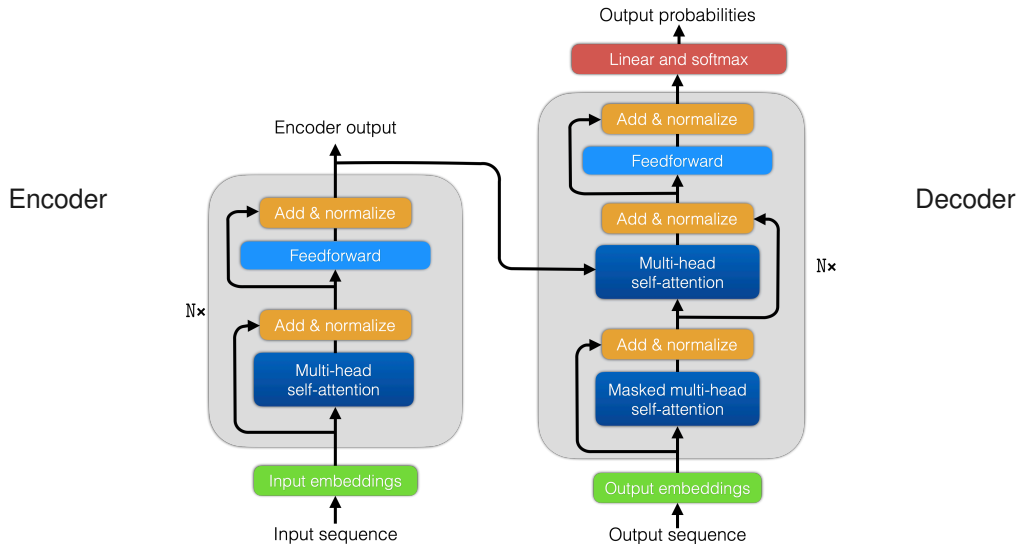 Output probabilities
Linear and softmax
Add & normalize
Feedforward
Add & normalize
Multi-head
self-attention
Add & normalize
Masked multi-head
self-attention
Output embeddings
Output sequence
Decoder
N×
Encoder output
Encoder
Add & normalize
Feedforward
N×
Add & normalize
Multi-head
self-attention
Input embeddings
Input sequence